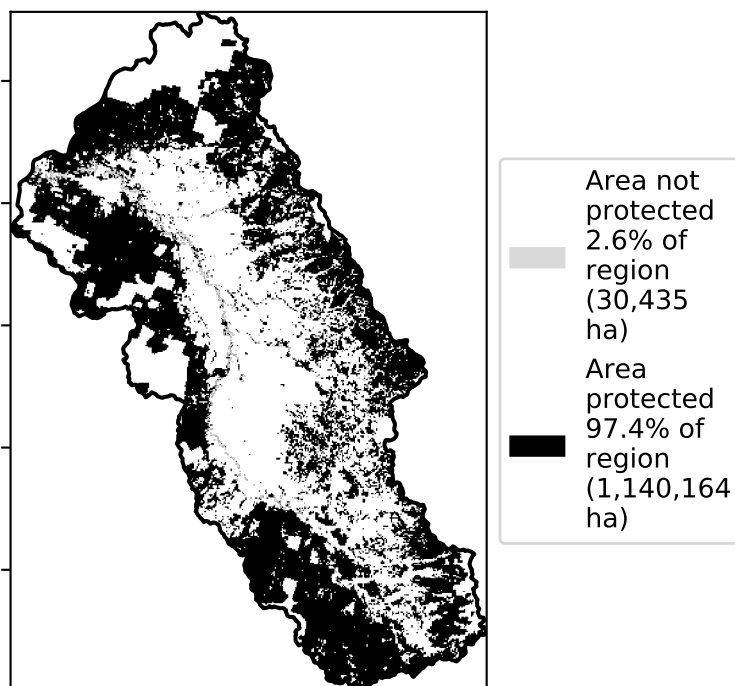 Area not
protected
2.6% of
region
(30,435
ha)
Area
protected
97.4% of
region
(1,140,164
ha)